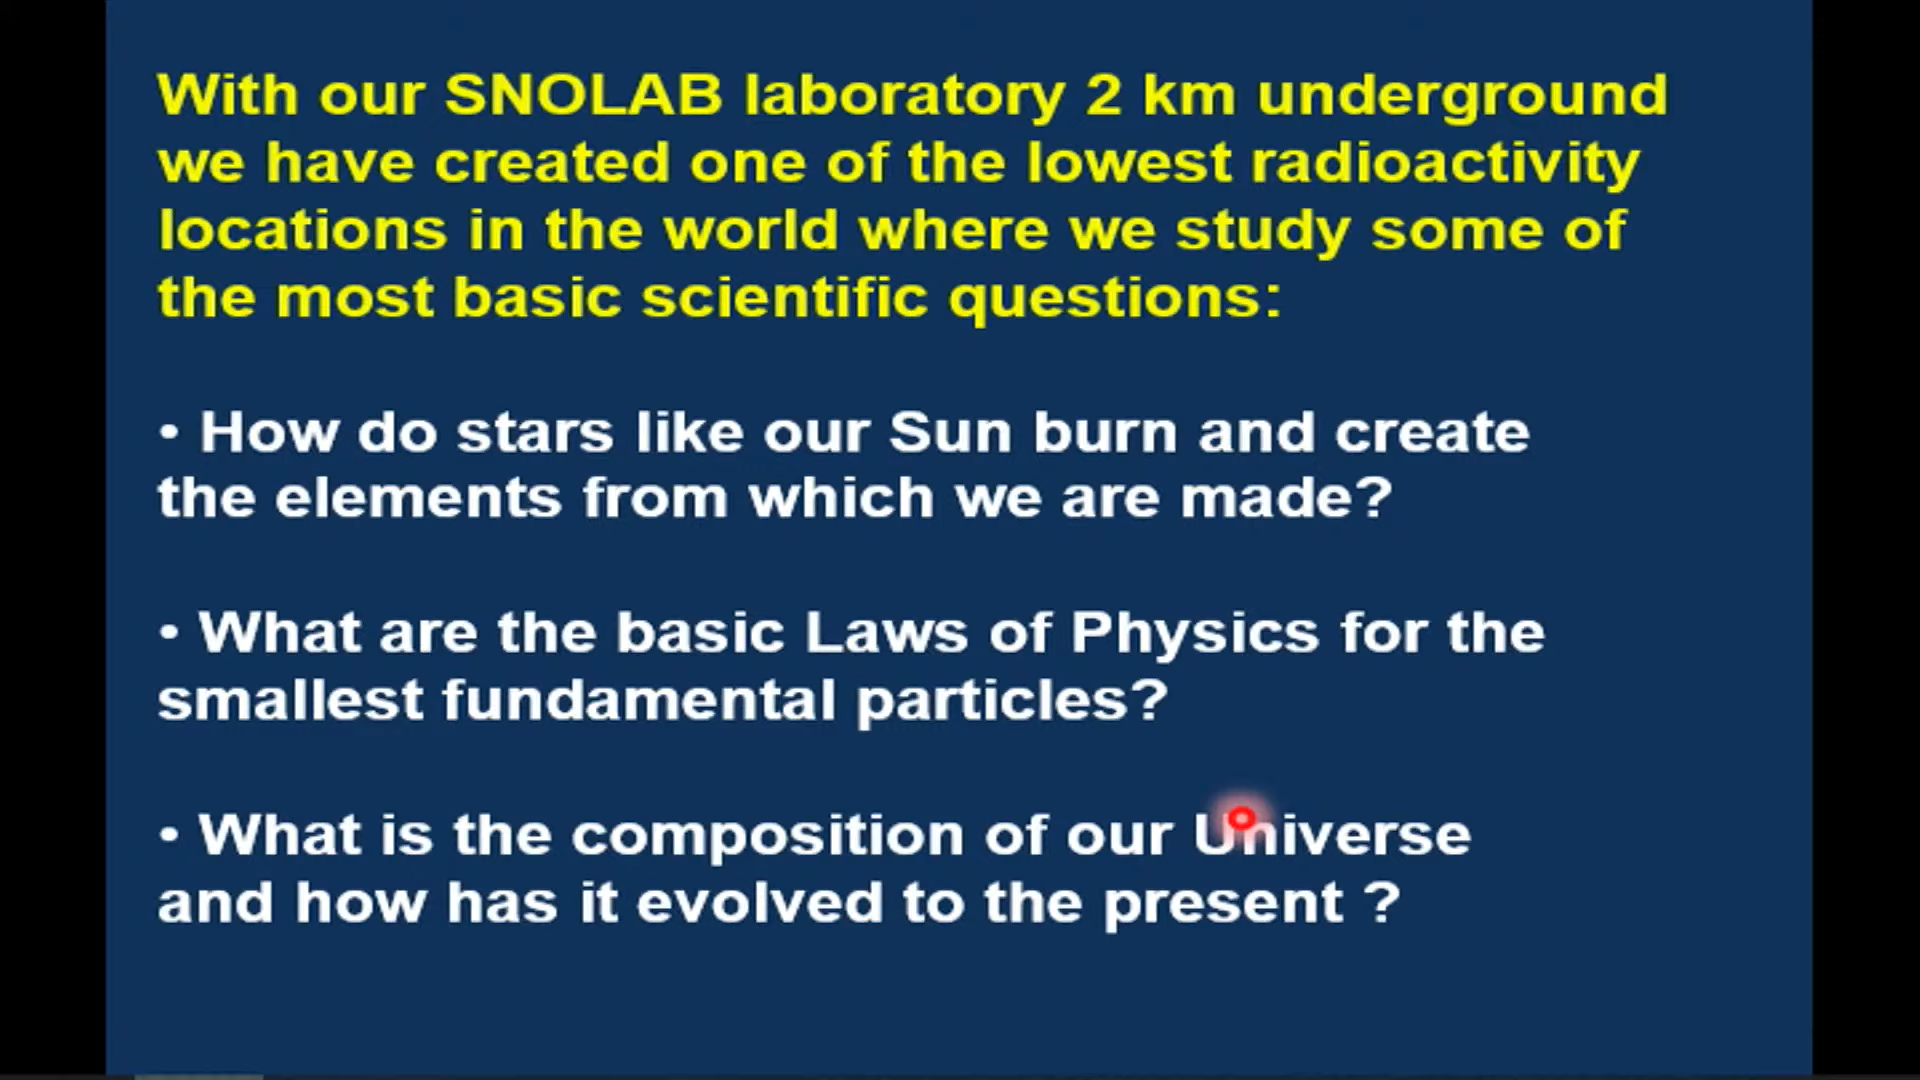 With our SNOLAB laboratory 2 km underground
we have created one of the lowest radioactivity
locations in the world where we study some of
the most basic scientific questions:
• How do stars like our Sun burn and create
the elements from which we are made?
• What are the basic Laws of Physics for the
smallest fundamental particles?
• What is the composition of our Universe
and how has it evolved to the present ?